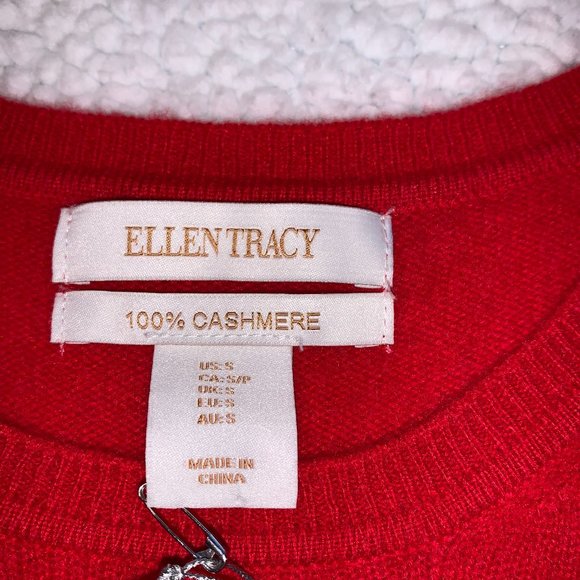 ELLEN TRACY
100% CASHMERE
US: S
CA: S/P
UK: S
EU: S
AU: S
MADE IN
CHINA